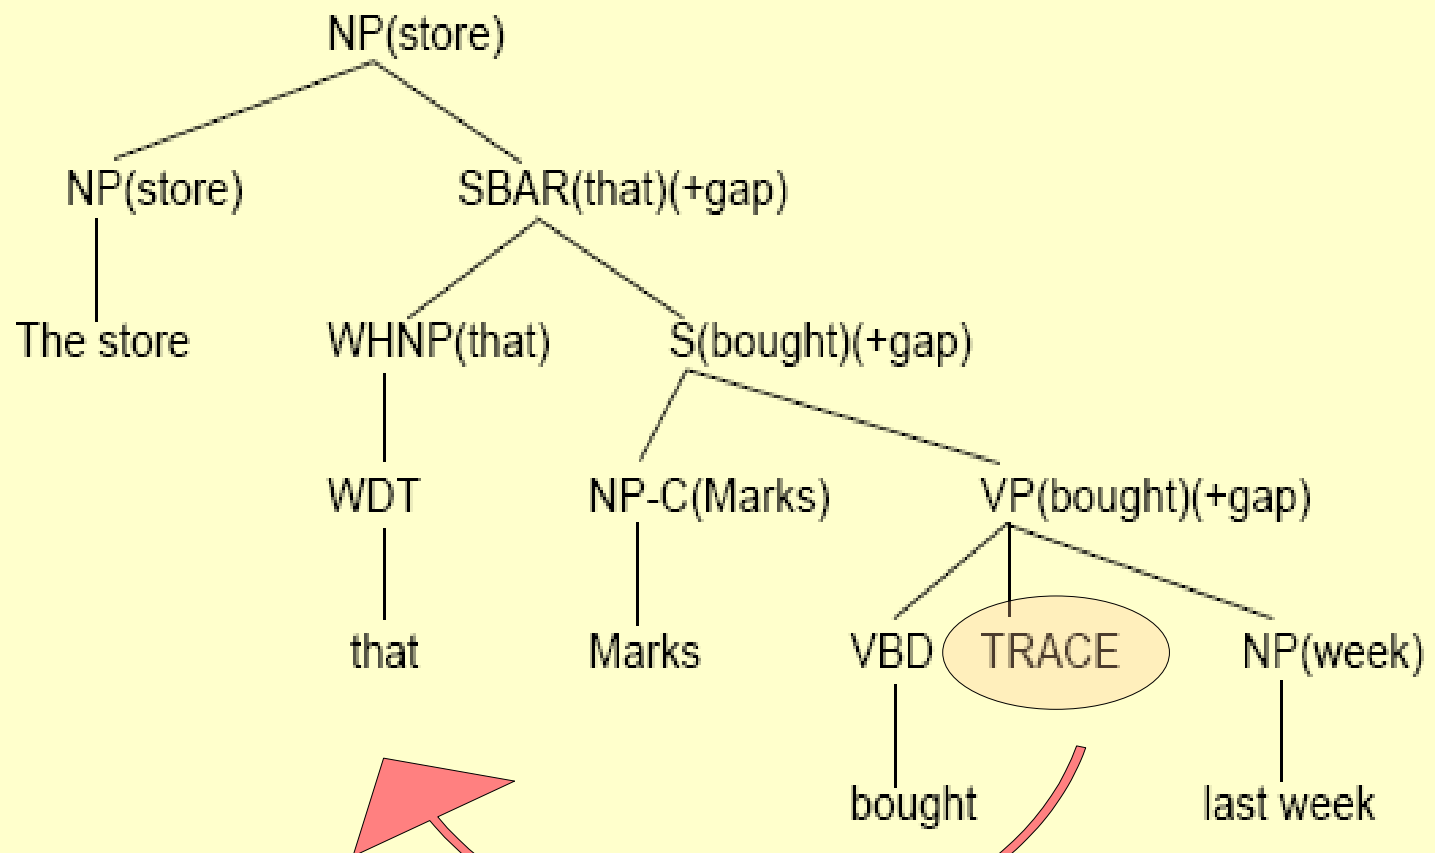 NP(store)
NP(store) SBAR(that)(+gap)
The store WHNP(that) S(bought)(+gap)
WDT NP-C(Marks) VP(bought)(+gap)
that Marks VBD TRACE NP(week)
bought last week